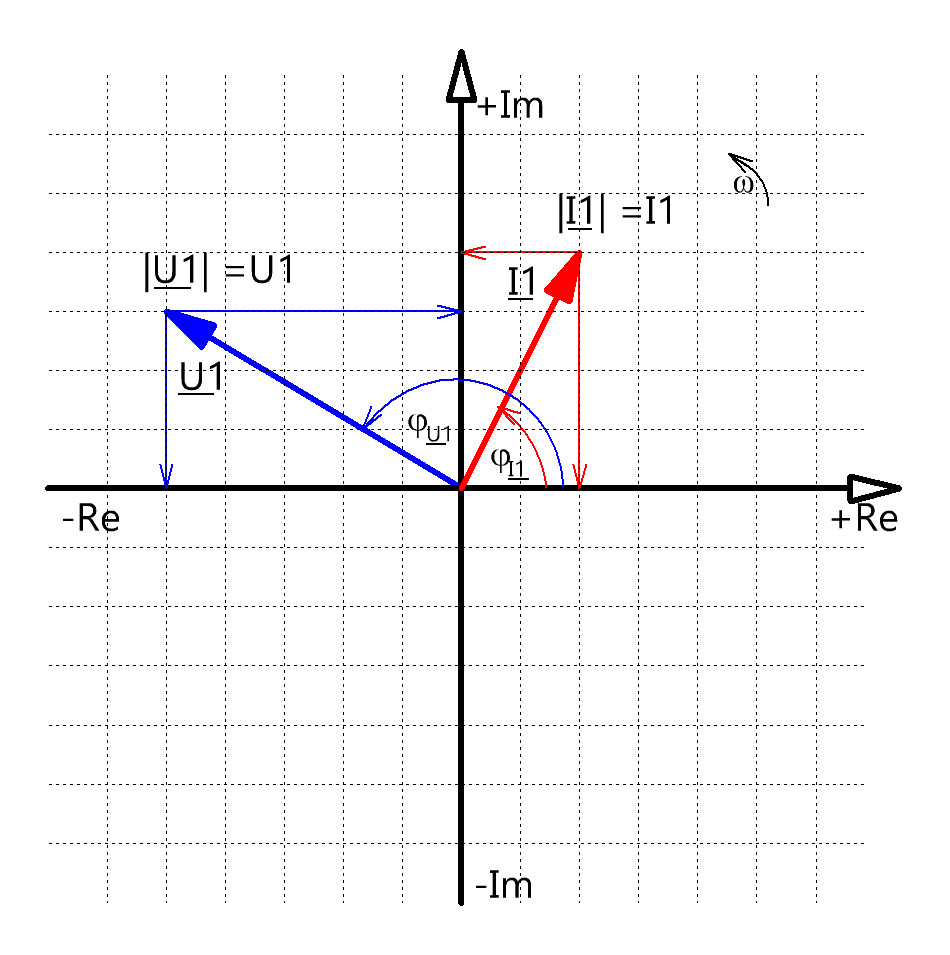 +Im
ω
|I1| =I1
|U1| =U1
I1
U1
φU1
φI1
-Re
+Re
-Im